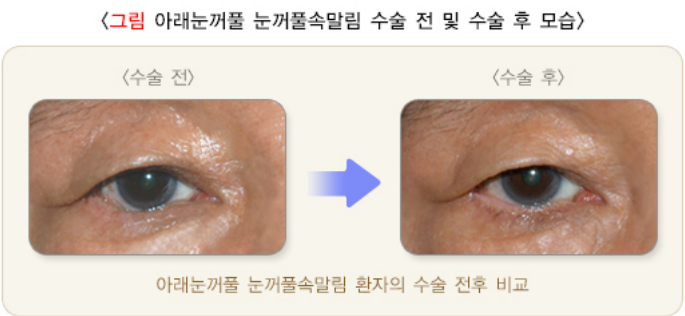 <그림 아래눈꺼풀 눈꺼풀속말림 수술 전 및 수술 후 모습>
<수술 전>
<수술 후>
아래눈꺼풀 눈꺼풀속말림 환자의 수술 전후 비교